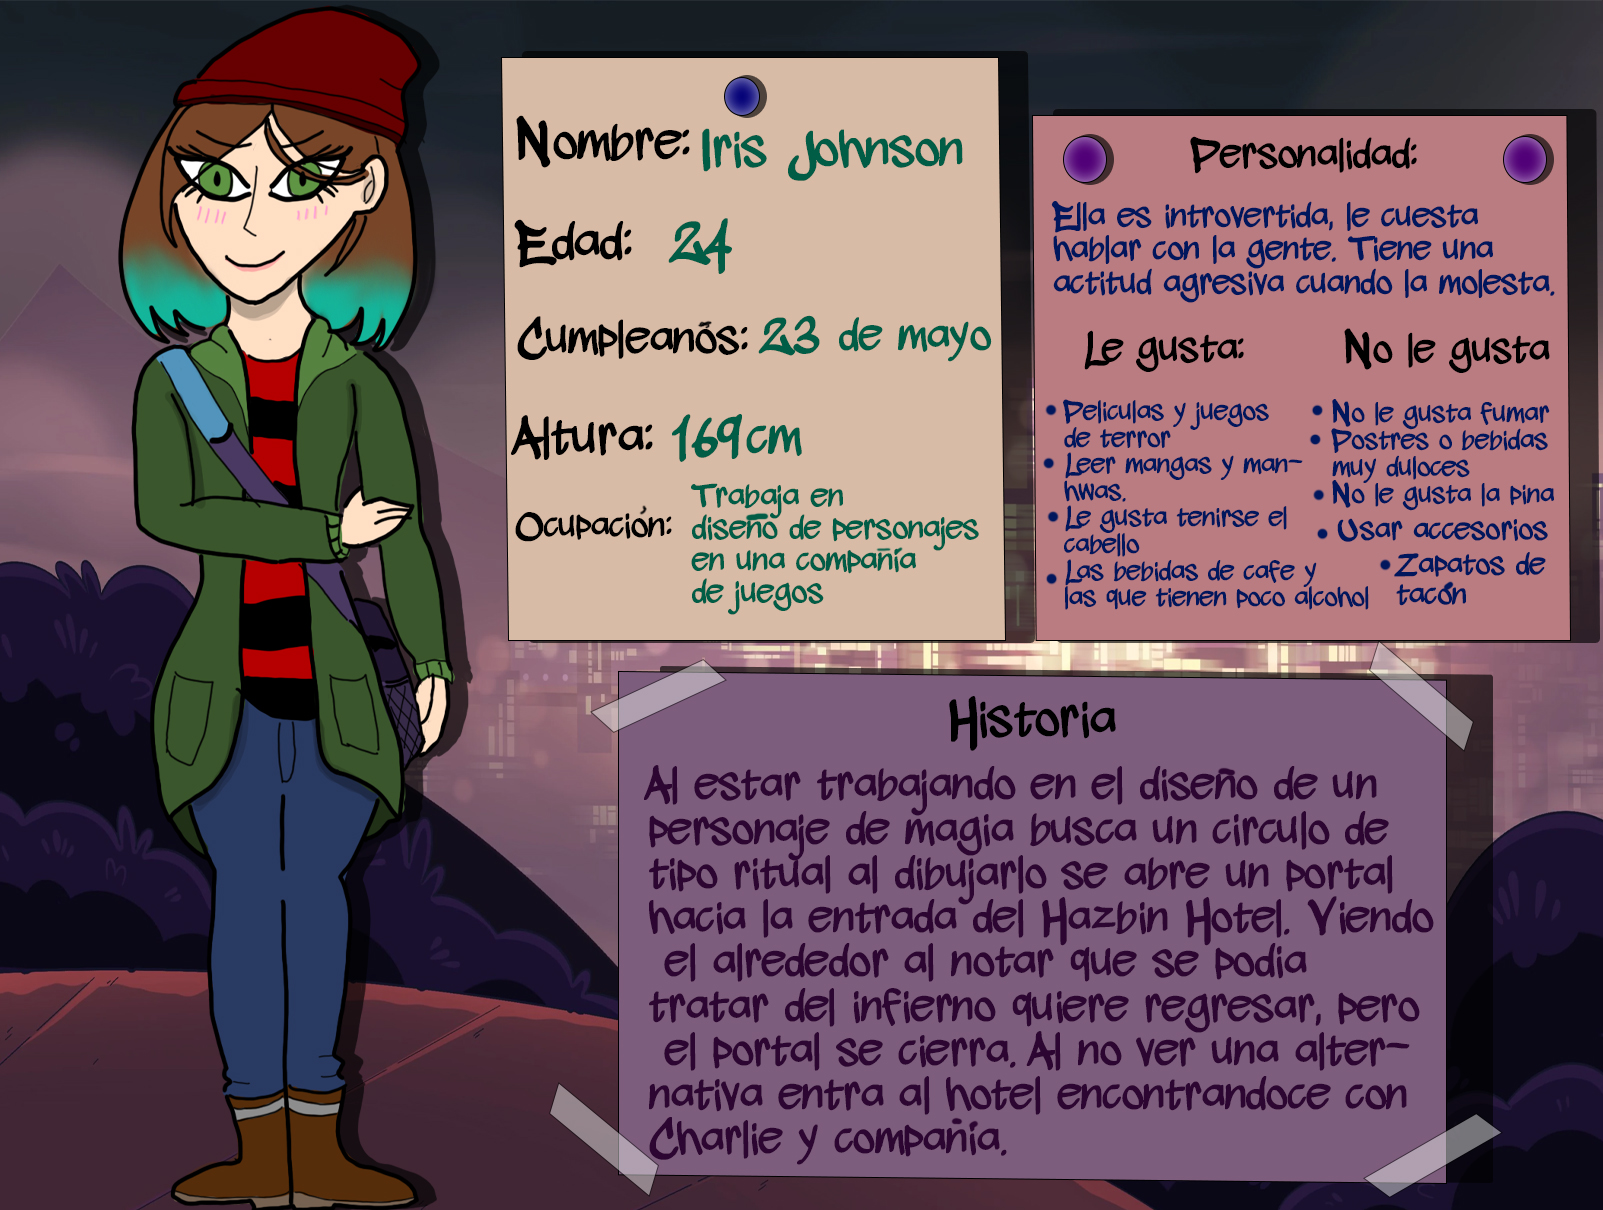 Nombre: Iris Johnson
Edad: 24
Cumpleanós: 23 de mayo
Altura: 169cm
Ocupación: Trabaja en
diseño de personajes
en una compañía
de juegos
Personalidad:
Ella es introvertida, le cuesta
hablar con la gente. Tiene una
actitud agresiva cuando la molesta.
Le gusta:
• Peliculas y juegos
de terror
• Leer mangas y man-
hwas.
• Le gusta tenirse el
cabello
• Las bebidas de cafe y
las que tienen poco alcohol
No le gusta
• No le gusta fumar
• Postres o bebidas
muy duloces
• No le gusta la pina
• Usar accesorios
• Zapatos de
tacón
Historia
Al estar trabajando en el diseño de un
personaje de magia busca un circulo de
tipo ritual al dibujarlo se abre un portal
hacia la entrada del Hazbin Hotel. Viendo
el alrededor al notar que se podia
tratar del infierno quiere regresar, pero
el portal se cierra. Al no ver una alter-
nativa entra al hotel encontrandoce con
Charlie y compañía.